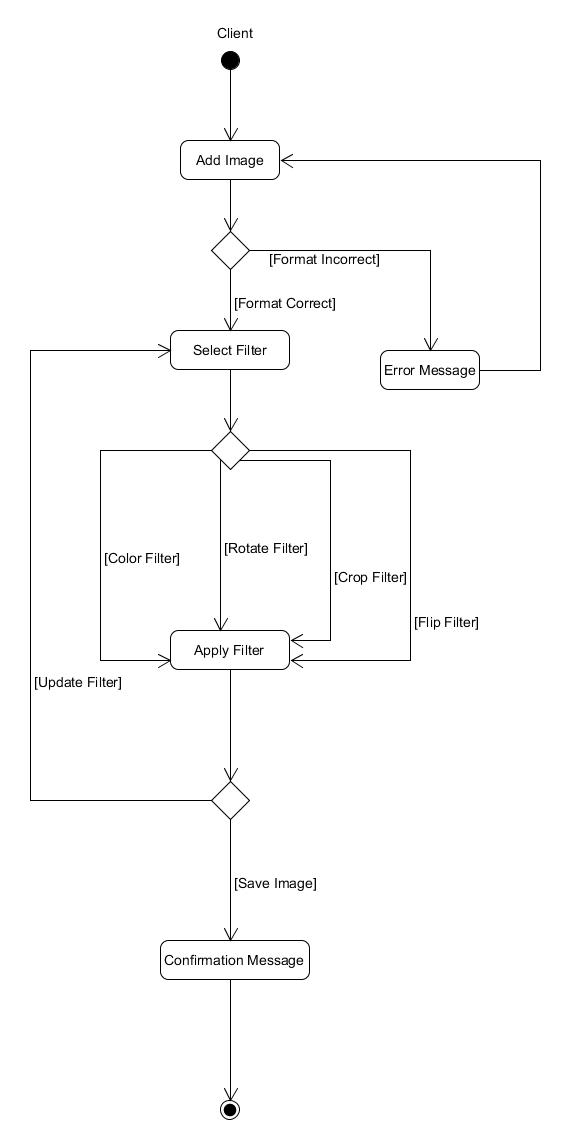 Client
Add Image
[Format Incorrect]
[Format Correct]
Select Filter
Error Message
[Color Filter]
[Rotate Filter]
[Crop Filter]
[Flip Filter]
Apply Filter
[Update Filter]
[Save Image]
Confirmation Message